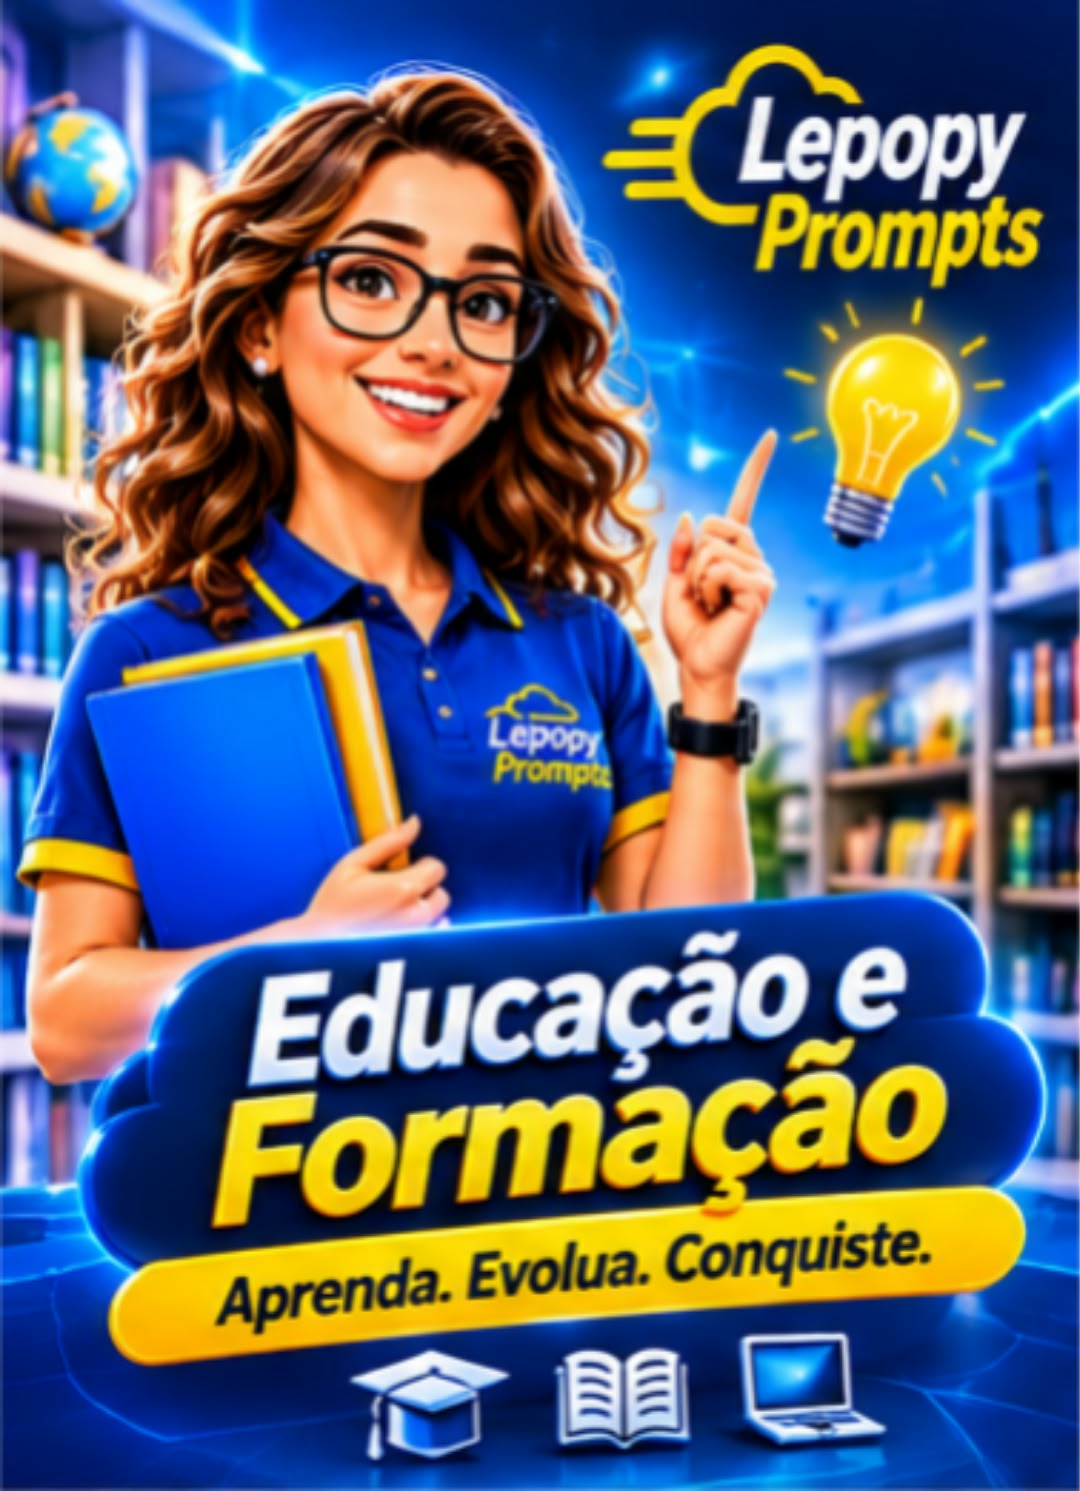 Lepopy
Prompts
Lepopy
Prompts
Educação e
Formação
Aprenda. Evolua. Conquiste.